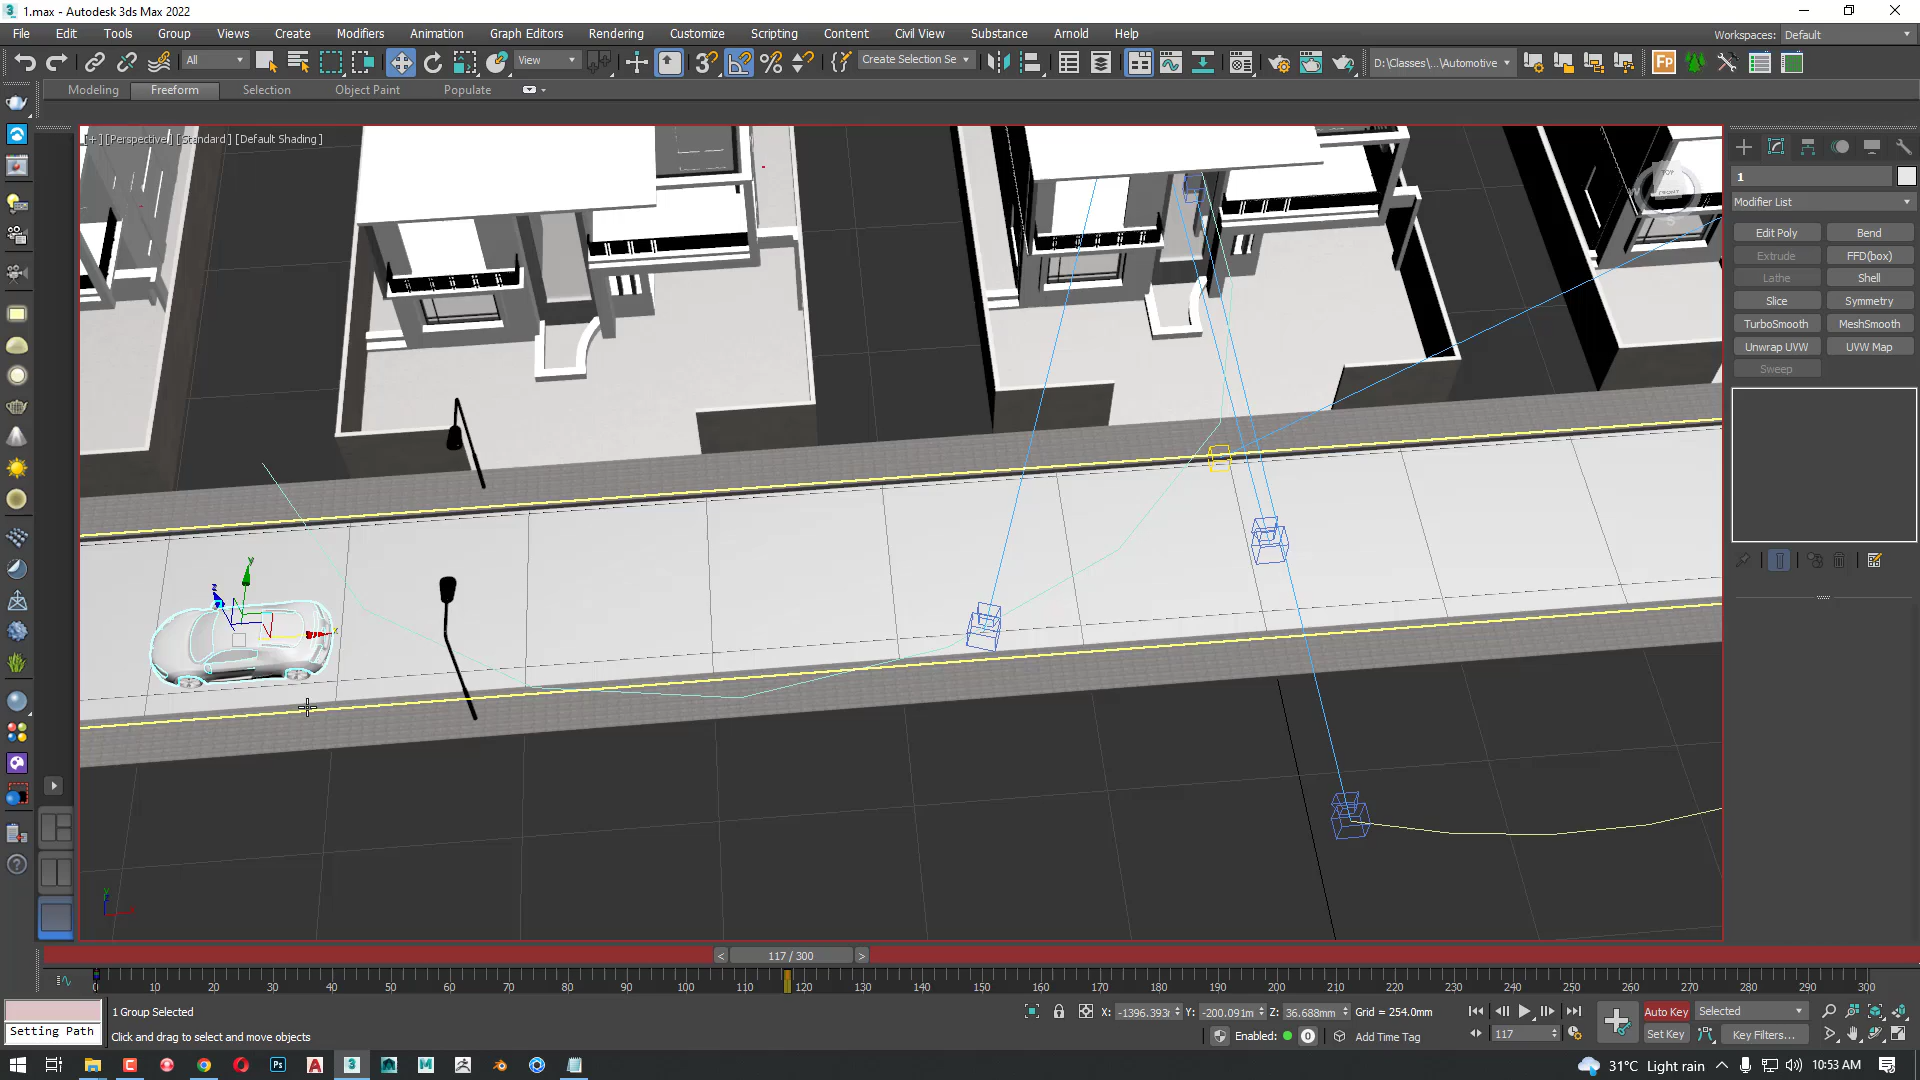 1.max - Autodesk 3ds Max 2022
File Edit Tools Group Views Create Modifiers Animation Graph Editors Rendering Customize Scripting Content Civil View Substance Arnold Help
Workspaces: Default
All View Create Selection Se D:\Classes\...\Automotive
Modeling Freeform Selection Object Paint Populate
[+] [Perspective] [Standard] [Default Shading]
1
Modifier List
Edit Poly Bend
Extrude FFD(box)
Lathe Shell
Slice Symmetry
TurboSmooth MeshSmooth
Unwrap UVW UVW Map
Sweep
TOP
FRONT
z y x
117 / 300
0 10 20 30 40 50 60 70 80 90 100 110 120 130 140 150 160 170 180 190 200 210 220 230 240 250 260 270 280 290 300
1 Group Selected
X: -1396.393r Y: -200.091m Z: 36.688mm Grid = 254.0mm
Auto Key Selected
Setting Path
Click and drag to select and move objects
Enabled: 0 Add Time Tag
117
Set Key Key Filters...
31°C Light rain 10:53 AM